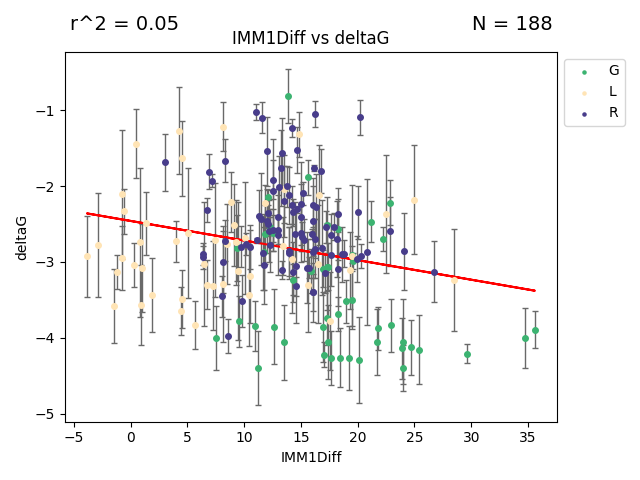 r^2 = 0.05
N = 188
IMM1Diff vs deltaG
G
L
R
−1
−2
−3
−4
−5
deltaG
−5 0 5 10 15 20 25 30 35
IMM1Diff